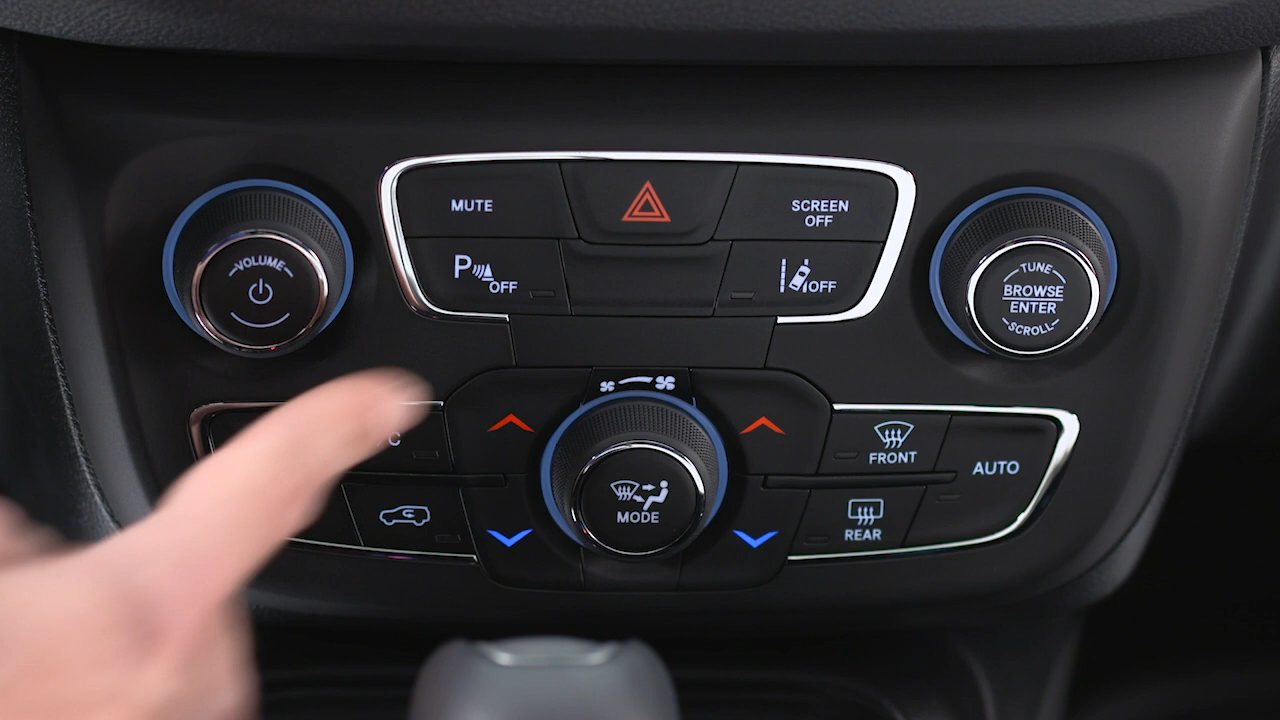 MUTE
SCREEN
OFF
P OFF
OFF
VOLUME
TUNE
BROWSE
ENTER
SCROLL
C
FRONT
AUTO
MODE
REAR